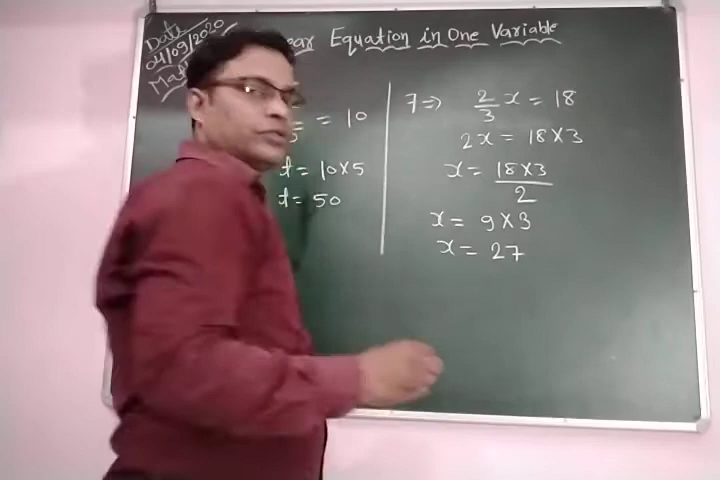 Date
04/09/2020
ear Equation in One Variable
= 10
t = 10×5
t = 50
7 => 2/3 x = 18
2x = 18×3
x = 18×3/2
x = 9×3
x = 27